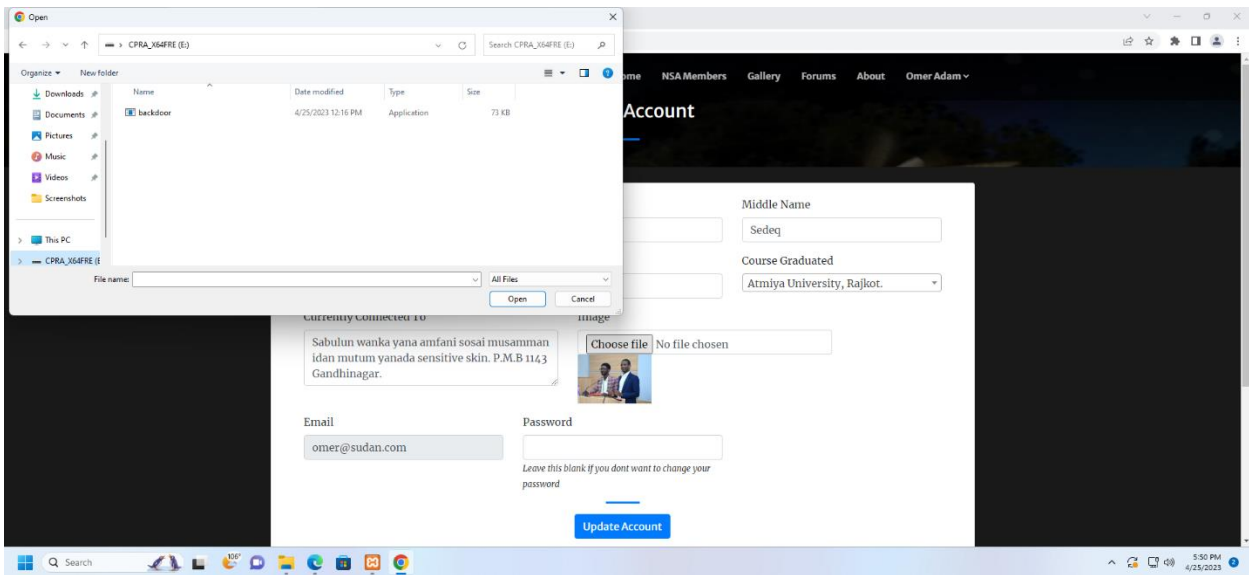 Open
CPRA_X64FRE (E:)
Search CPRA_X64FRE (E:)
Organize
New folder
Downloads
Documents
Pictures
Music
Videos
Screenshots
This PC
CPRA_X64FRE (E
Name
Date modified
Type
Size
backdoor
4/25/2023 12:16 PM
Application
73 KB
File name:
All Files
Open
Cancel
ome
NSA Members
Gallery
Forums
About
Omer Adam
Account
Middle Name
Sedeq
Course Graduated
Atmiya University, Rajkot.
Currently Connected To
Image
Sabulun wanka yana amfani sosai musamman
idan mutum yanada sensitive skin. P.M.B 1143
Gandhinagar.
Choose file No file chosen
Email
Password
omer@sudan.com
Leave this blank if you dont want to change your
password
Update Account
Search
106°
5:50 PM
4/25/2023
2